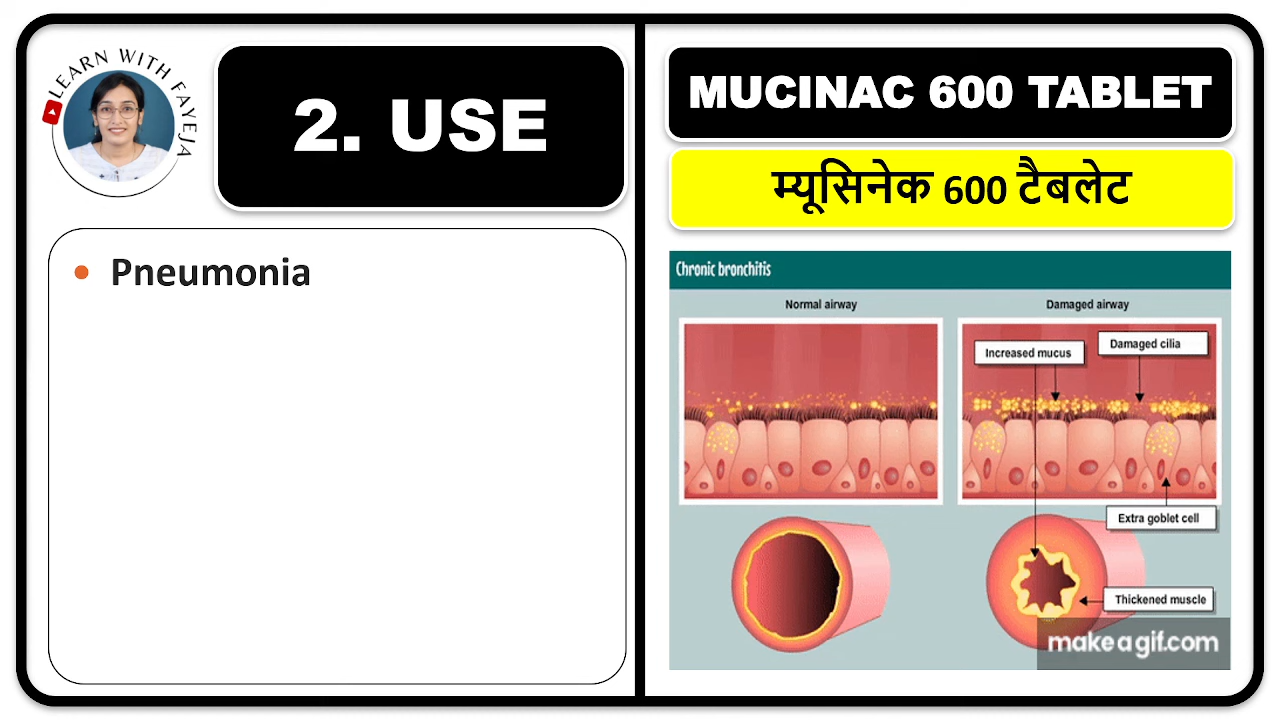 LEARN WITH FAYEJA
2. USE
• Pneumonia
MUCINAC 600 TABLET
म्यूसिनेक 600 टैबलेट
Chronic bronchitis
Normal airway
Damaged airway
Increased mucus
Damaged cilia
Extra goblet cell
Thickened muscle
makeagif.com